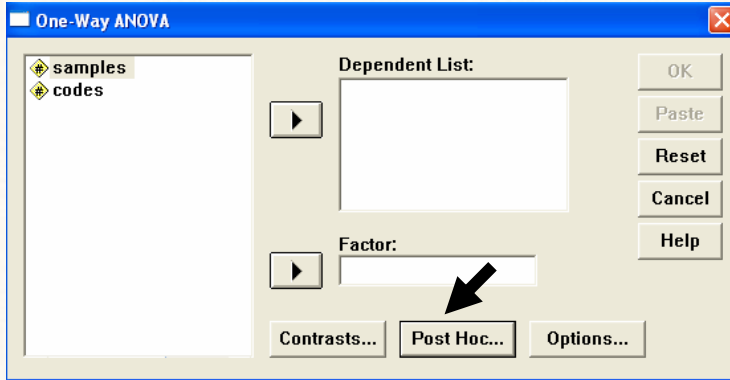 One-Way ANOVA
samples
codes
Dependent List:
Factor:
Contrasts...
Post Hoc...
Options...
OK
Paste
Reset
Cancel
Help